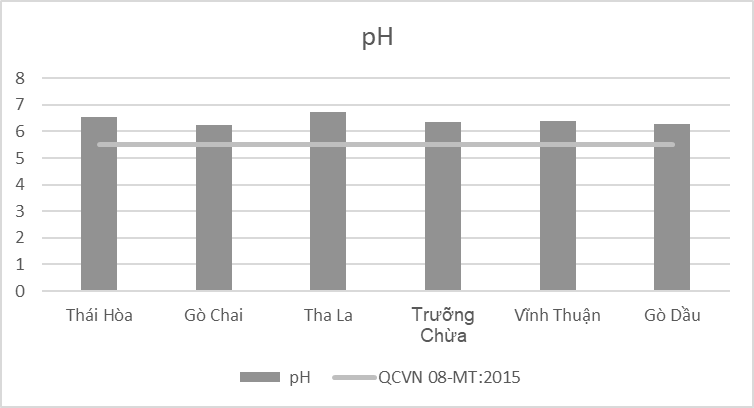 pH
8
7
6
5
4
3
2
1
0
Thái Hòa
Gò Chai
Tha La
Trưỡng
Chừa
Vĩnh Thuận
Gò Dầu
pH
QCVN 08-MT:2015